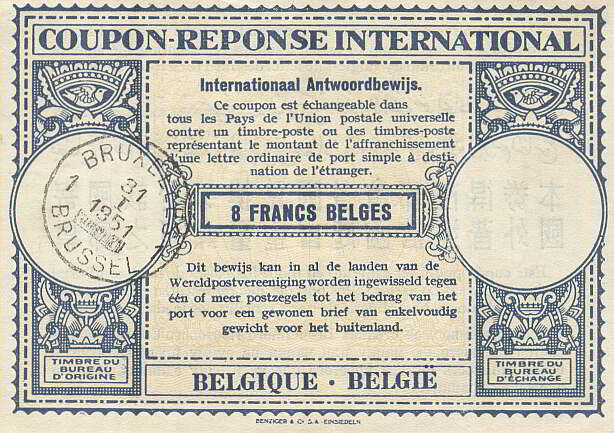 COUPON-REPONSE INTERNATIONAL
Internationaal Antwoordbewijs.
Ce coupon est échangeable dans
tous les Pays de l'Union postale universelle
contre un timbre-poste ou des timbres-poste
représentant le montant de l'affranchissement
d'une lettre ordinaire de port simple à desti-
nation de l'étranger.
8 FRANCS BELGES
Dit bewijs kan in al de landen van de
Wereldpostvereeniging worden ingewisseld tegen
één of meer postzegels tot het bedrag van het
port voor een gewonen brief van enkelvoudig
gewicht voor het buitenland.
BELGIQUE · BELGIË
BRUXELLES 1
31
I
1951
1 BRUSSEL
TIMBRE DU
BUREAU
D'ORIGINE
TIMBRE DU
BUREAU
D'ÉCHANGE
BENZIGER & Co S.A. EINSIEDELN